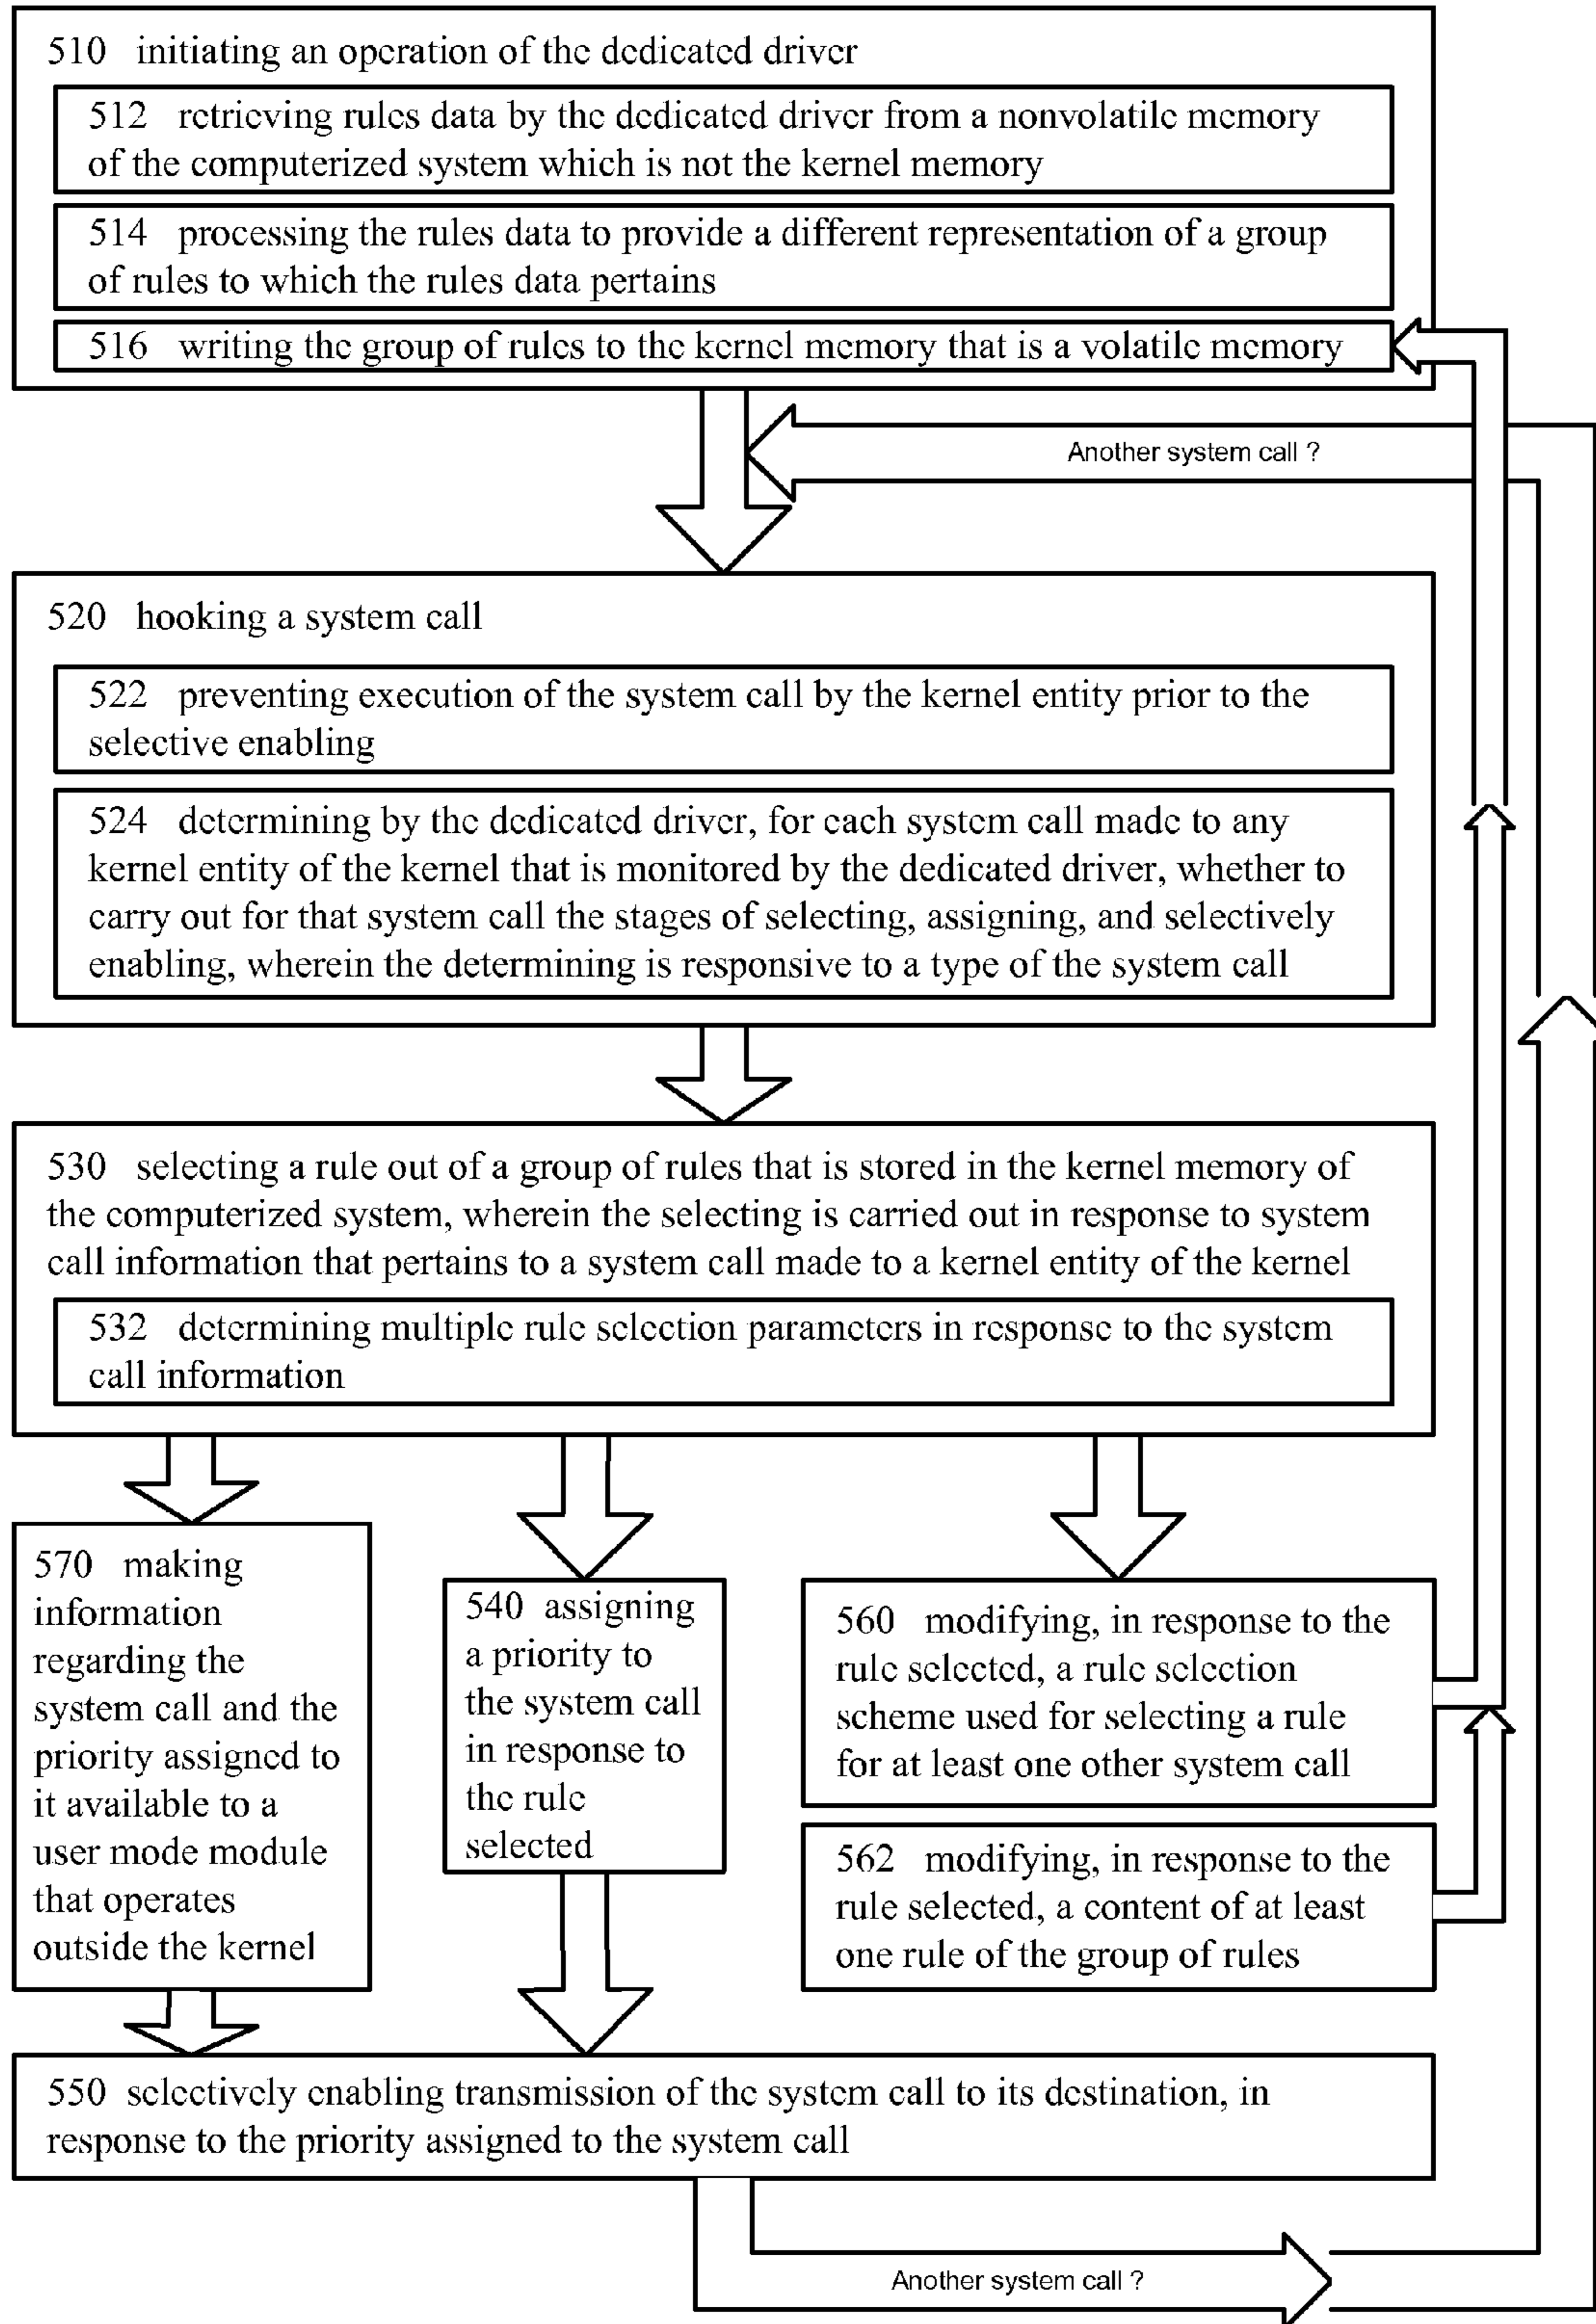 510 initiating an operation of the dedicated driver
512 retrieving rules data by the dedicated driver from a nonvolatile memory
of the computerized system which is not the kernel memory
514 processing the rules data to provide a different representation of a group
of rules to which the rules data pertains
516 writing the group of rules to the kernel memory that is a volatile memory
Another system call ?
520 hooking a system call
522 preventing execution of the system call by the kernel entity prior to the
selective enabling
524 determining by the dedicated driver, for each system call made to any
kernel entity of the kernel that is monitored by the dedicated driver, whether to
carry out for that system call the stages of selecting, assigning, and selectively
enabling, wherein the determining is responsive to a type of the system call
530 selecting a rule out of a group of rules that is stored in the kernel memory of
the computerized system, wherein the selecting is carried out in response to system
call information that pertains to a system call made to a kernel entity of the kernel
532 determining multiple rule selection parameters in response to the system
call information
570 making
information
regarding the
system call and the
priority assigned to
it available to a
user mode module
that operates
outside the kernel
540 assigning
a priority to
the system call
in response to
the rule
selected
560 modifying, in response to the
rule selected, a rule selection
scheme used for selecting a rule
for at least one other system call
562 modifying, in response to the
rule selected, a content of at least
one rule of the group of rules
550 selectively enabling transmission of the system call to its destination, in
response to the priority assigned to the system call
Another system call ?